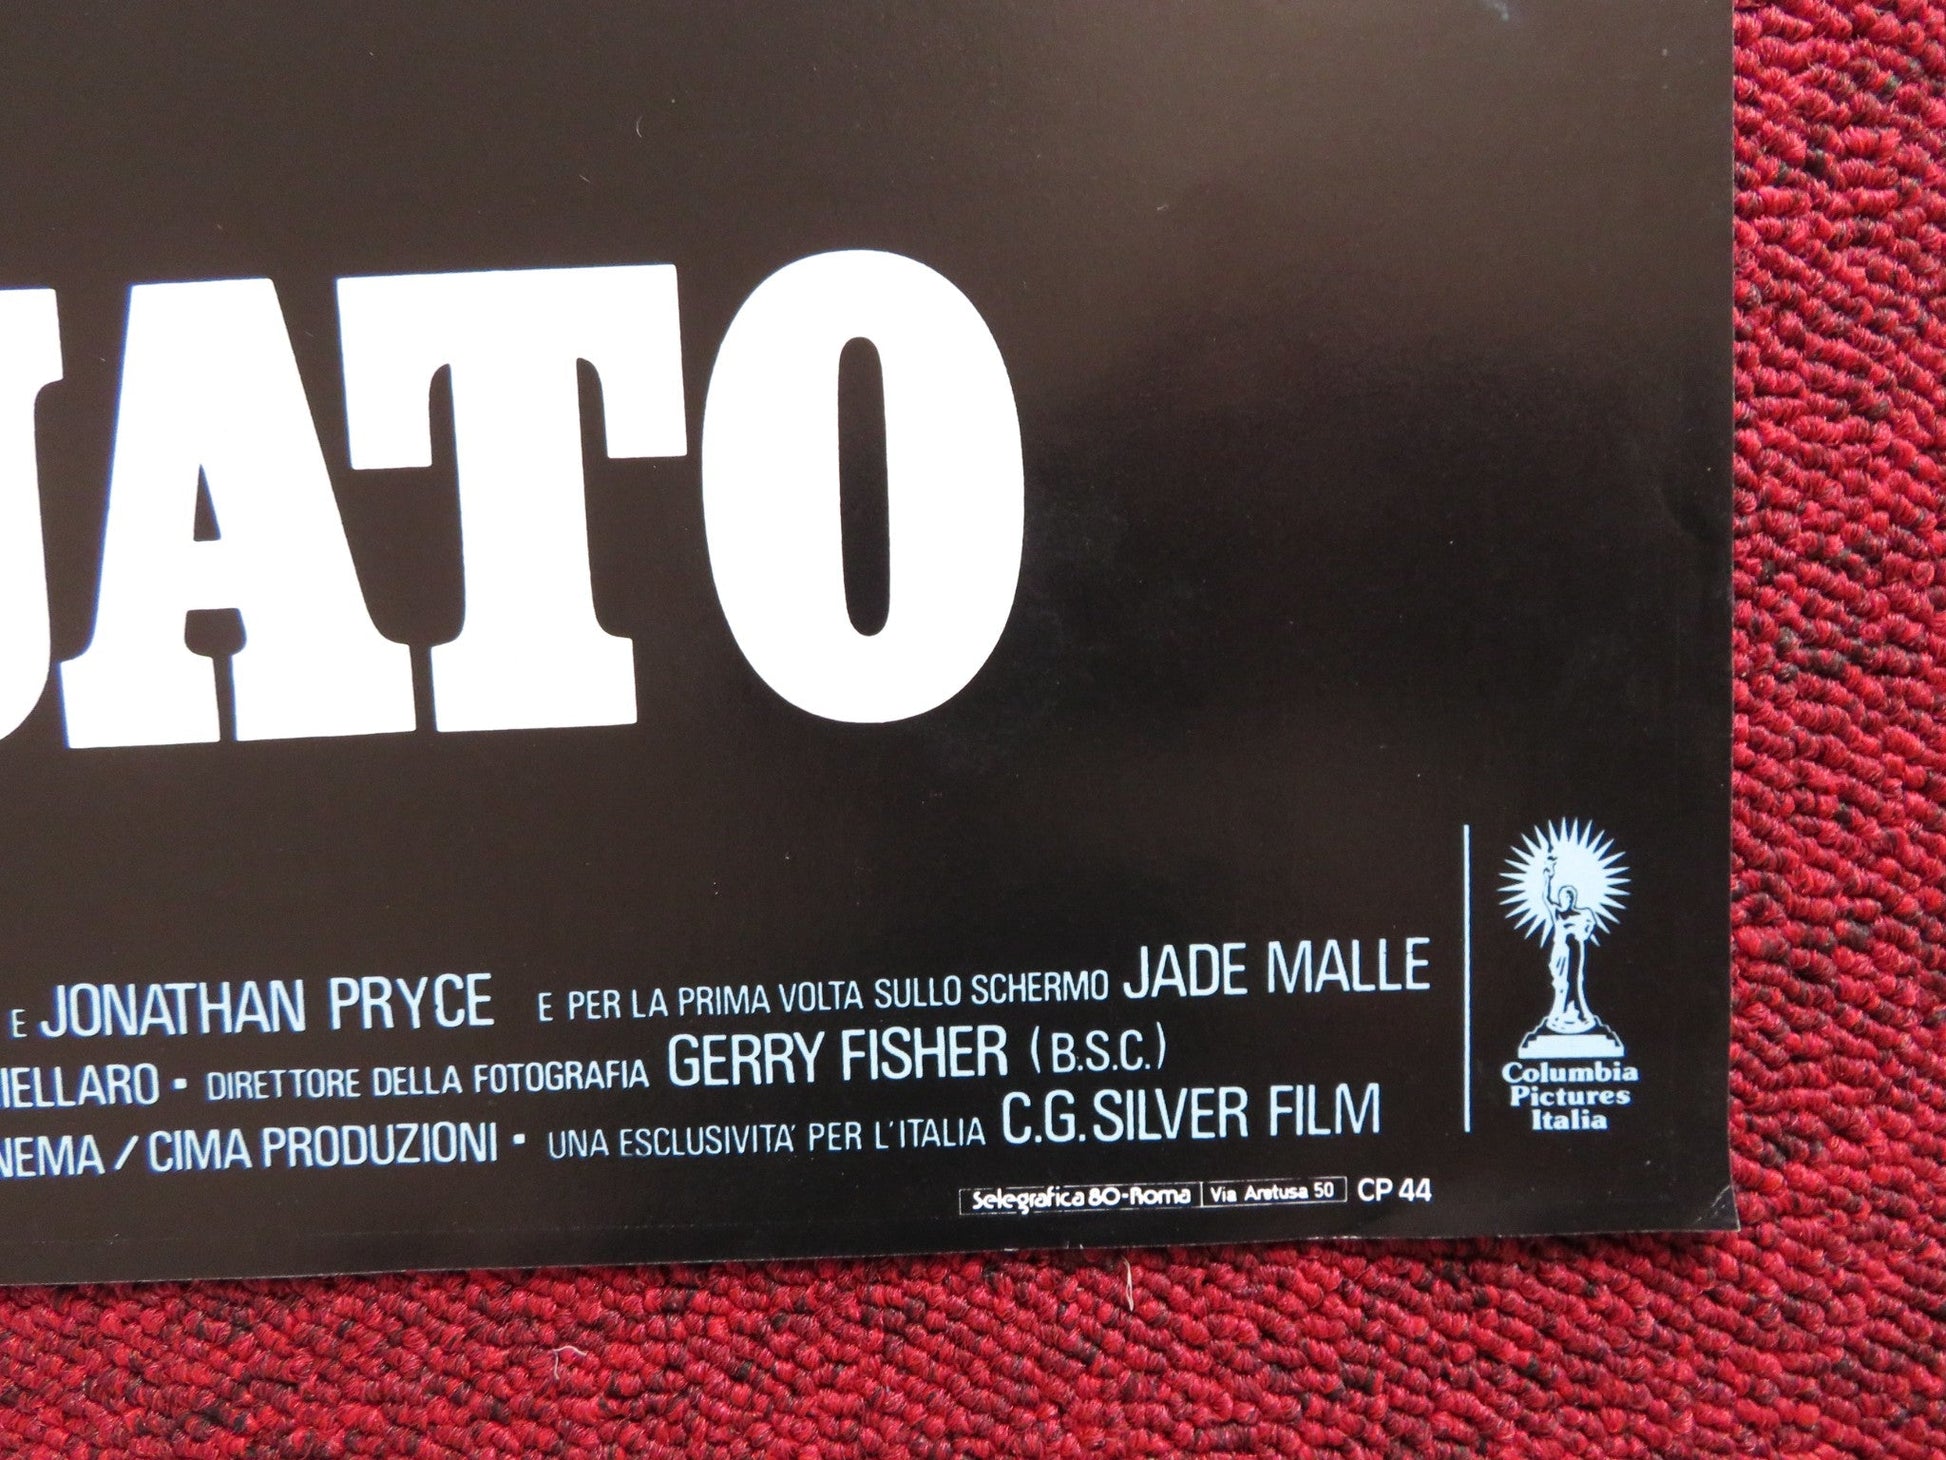 UATO
E JONATHAN PRYCE E PER LA PRIMA VOLTA SULLO SCHERMO JADE MALLE
IELLARO - DIRETTORE DELLA FOTOGRAFIA GERRY FISHER (B.S.C.)
NEMA / CIMA PRODUZIONI - UNA ESCLUSIVITA' PER L'ITALIA C.G. SILVER FILM
Columbia
Pictures
Italia
Selegrafica 80-Roma Via Aretusa 50 CP 44